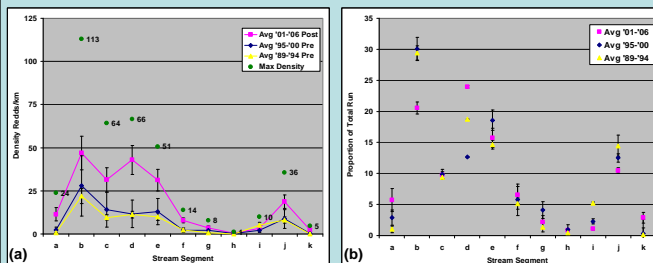 125
100
75
50
25
0
Density Redds/km
Avg '01-'06 Post
Avg '95-'00 Pre
Avg '89-'94 Pre
Max Density
24
113
64
66
51
14
8
1
10
36
5
a b c d e f g h i j k
(a)
Stream Segment
35
30
25
20
15
10
5
0
Proportion of Total Run
Avg '01-'06
Avg '95-'00
Avg '89-'94
a b c d e f g h i j k
(b)
Stream Segment